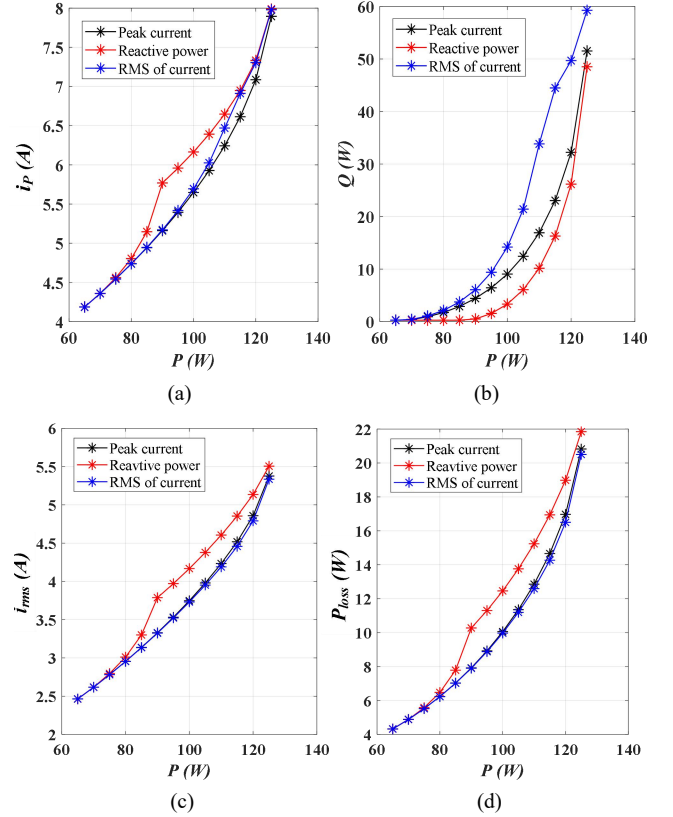 8
7.5
7
6.5
6
5.5
5
4.5
4
60
80
100
120
140
i_P (A)
P (W)
Peak current
Reactive power
RMS of current
(a)
60
50
40
30
20
10
0
60
80
100
120
140
Q (W)
P (W)
Peak current
Reactive power
RMS of current
(b)
6
5.5
5
4.5
4
3.5
3
2.5
2
60
80
100
120
140
i_rms (A)
P (W)
Peak current
Reavtive power
RMS of current
(c)
22
20
18
16
14
12
10
8
6
4
60
80
100
120
140
P_loss (W)
P (W)
Peak current
Reactive power
RMS of current
(d)